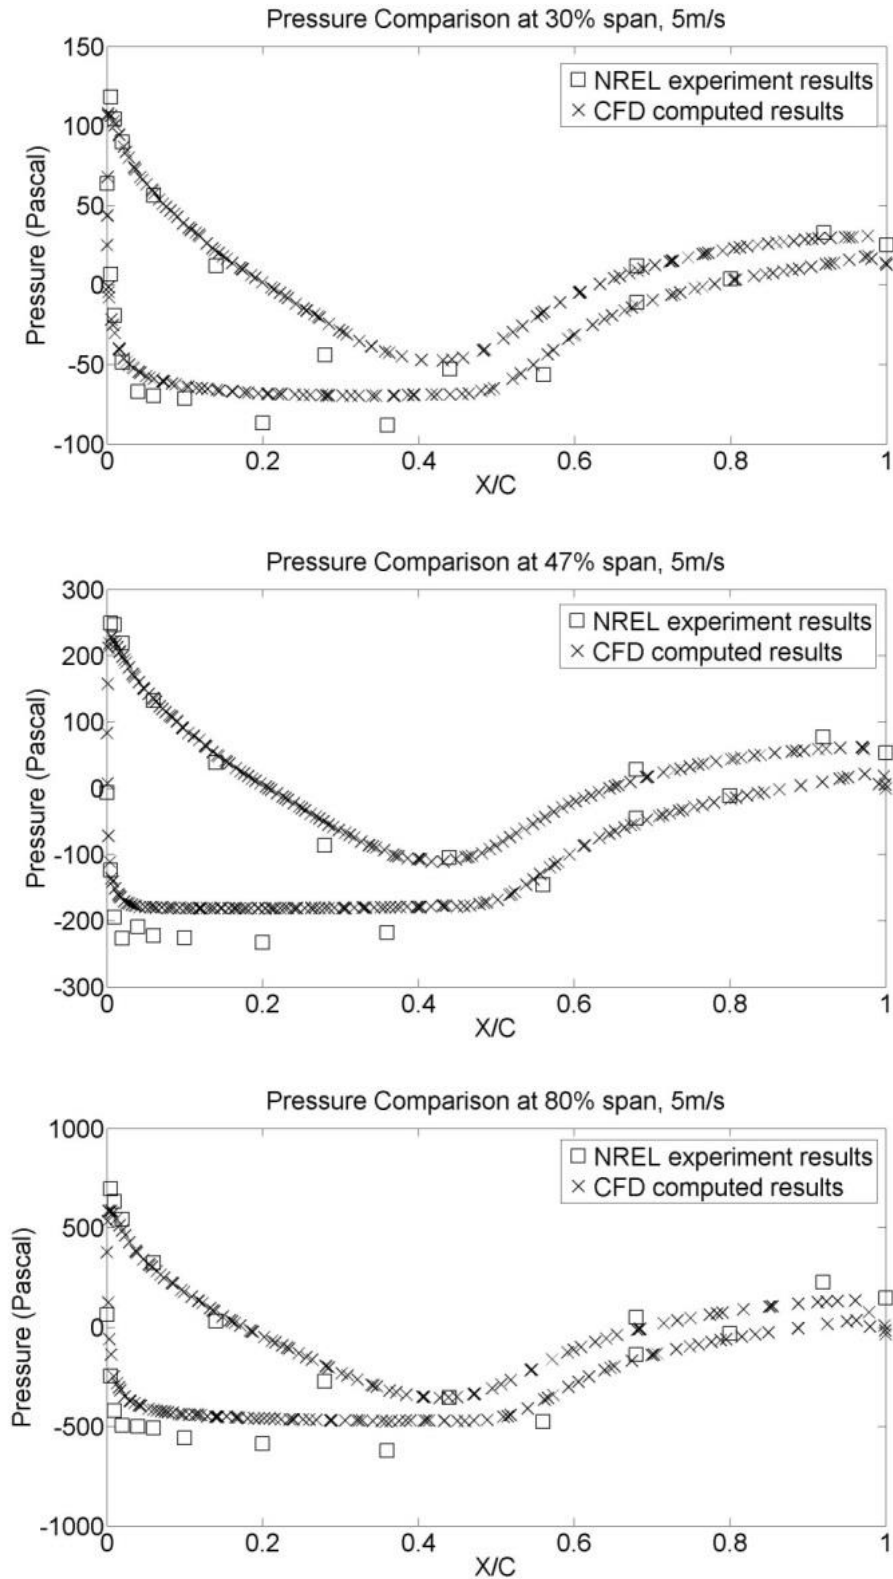 Pressure Comparison at 30% span, 5m/s
150
100
50
0
-50
-100
Pressure (Pascal)
NREL experiment results
CFD computed results
0
0.2
0.4
0.6
0.8
1
X/C
Pressure Comparison at 47% span, 5m/s
300
200
100
0
-100
-200
-300
Pressure (Pascal)
NREL experiment results
CFD computed results
0
0.2
0.4
0.6
0.8
1
X/C
Pressure Comparison at 80% span, 5m/s
1000
500
0
-500
-1000
Pressure (Pascal)
NREL experiment results
CFD computed results
0
0.2
0.4
0.6
0.8
1
X/C